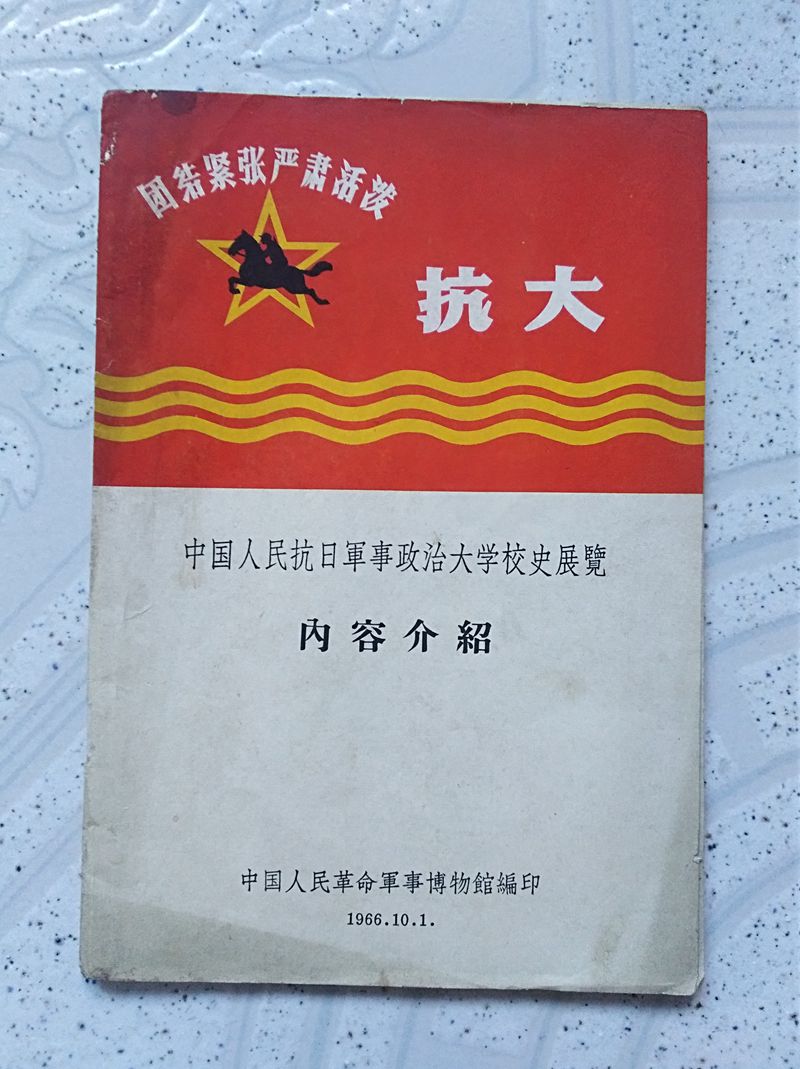 团结紧张严肃活泼
抗大
中国人民抗日軍事政治大学校史展覽
內容介紹
中国人民革命軍事博物館編印
1966.10.1.